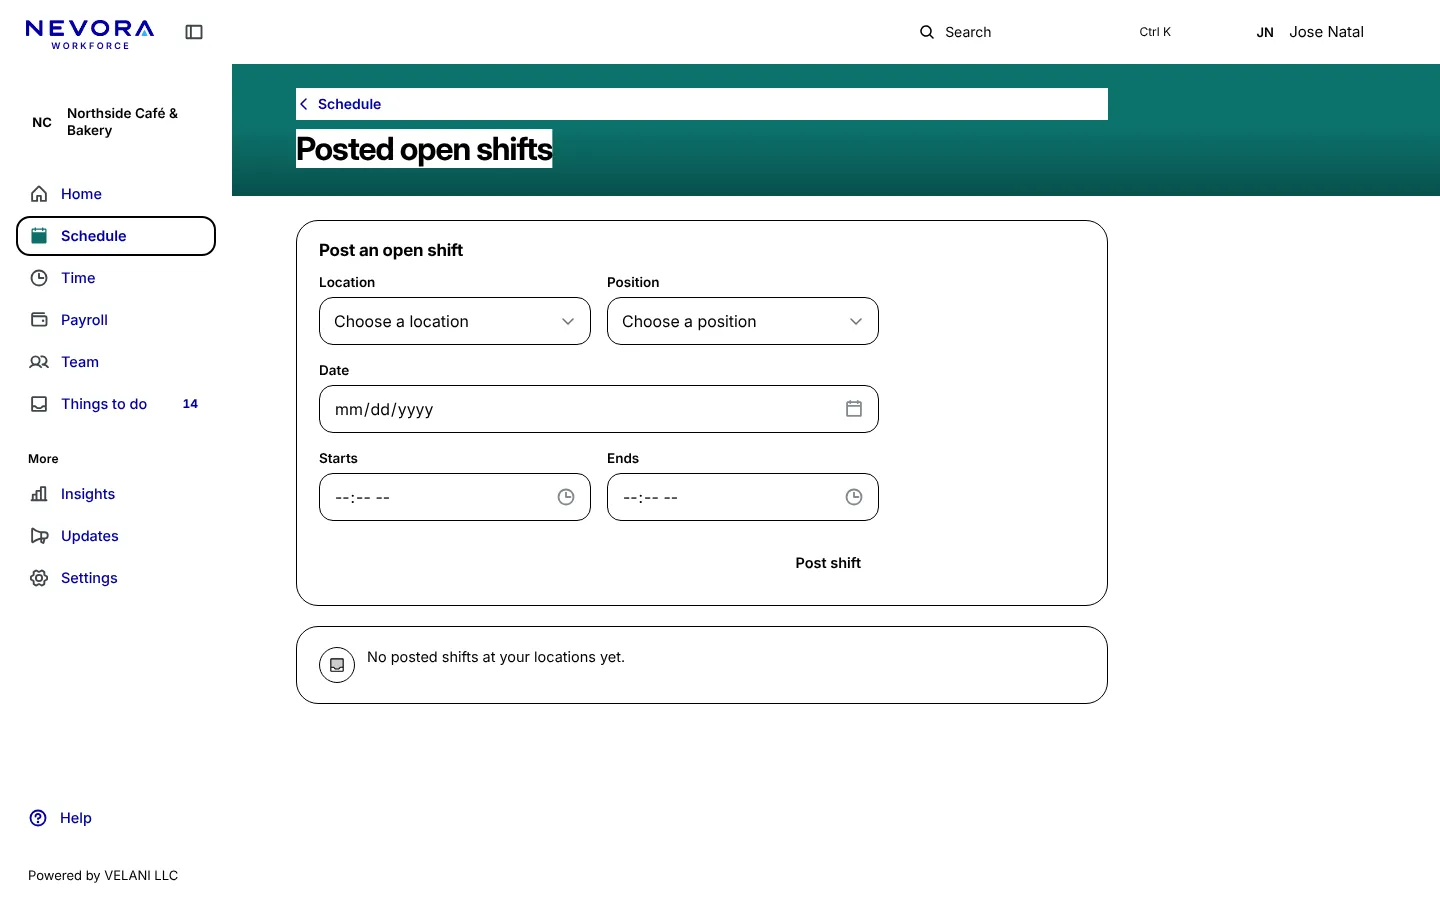 NEVORA
WORKFORCE
Search
Ctrl K
JN
Jose Natal
NC
Northside Café &
Bakery
Home
Schedule
Time
Payroll
Team
Things to do
14
More
Insights
Updates
Settings
Help
Powered by VELANI LLC
Schedule
Posted open shifts
Post an open shift
Location
Position
Choose a location
Choose a position
Date
mm/dd/yyyy
Starts
Ends
--:-- --
--:-- --
Post shift
No posted shifts at your locations yet.